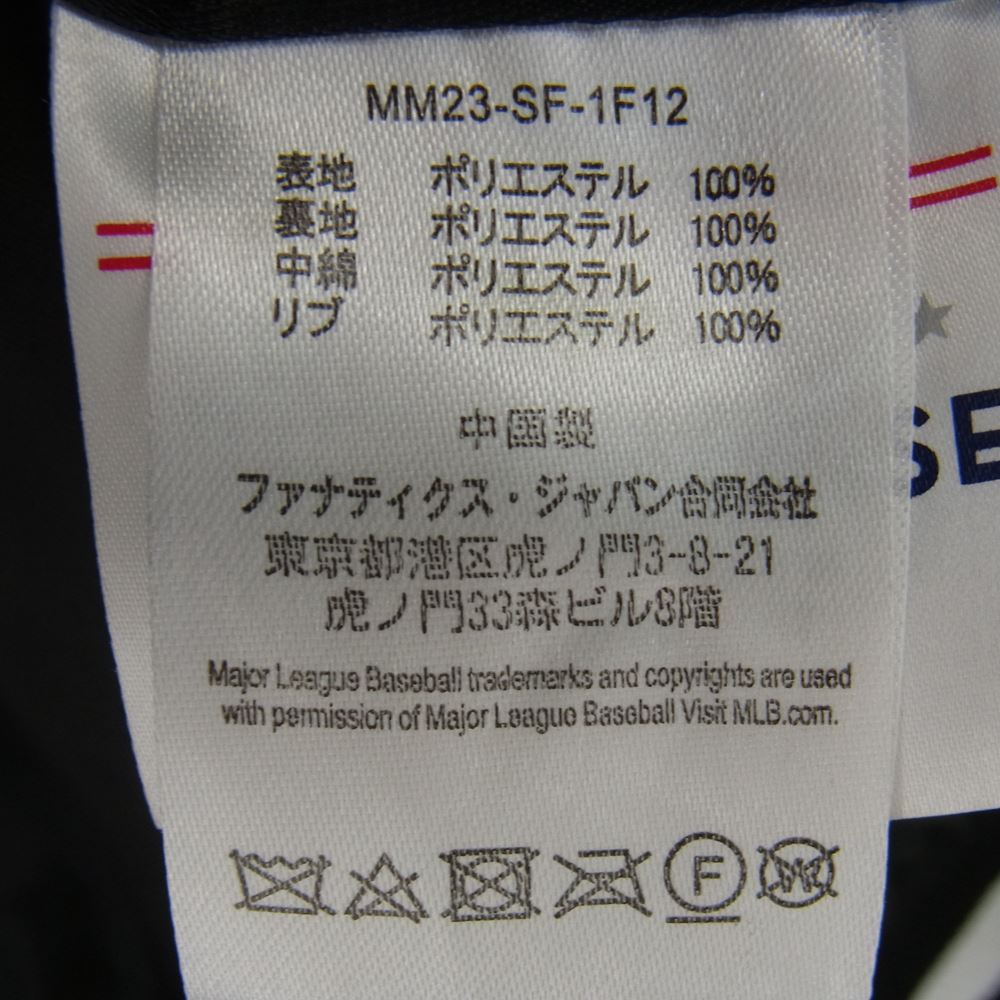 MM23-SF-1F12
表地 ポリエステル 100%
裏地 ポリエステル 100%
中綿 ポリエステル 100%
リブ ポリエステル 100%
中国製
ファナティクス・ジャパン合同会社
東京都港区虎ノ門3-8-21
虎ノ門33森ビル8階
Major League Baseball trademarks and copyrights are used
with permission of Major League Baseball Visit MLB.com.
F
W
SE